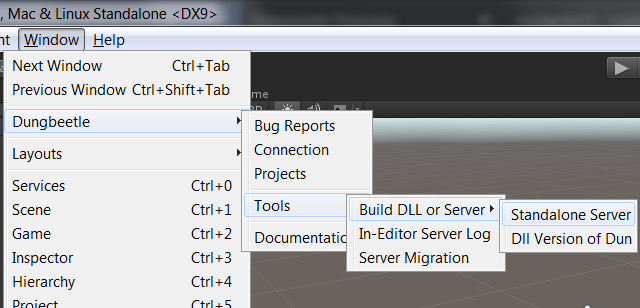 , Mac & Linux Standalone <DX9>
nt Window Help
Next Window Ctrl+Tab
Previous Window Ctrl+Shift+Tab
me
Dungbeetle
Bug Reports
Layouts
Connection
Projects
Services Ctrl+0
Scene Ctrl+1
Tools
Build DLL or Server
Standalone Server
Game Ctrl+2
Documentatic
In-Editor Server Log
Dll Version of Dun
Inspector Ctrl+3
Server Migration
Hierarchy Ctrl+4
Project Ctrl+5